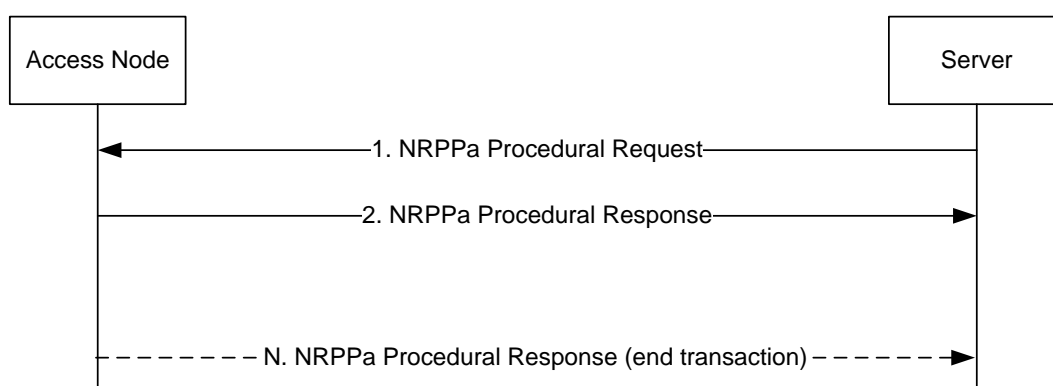 Access Node
Server
1. NRPPa Procedural Request
2. NRPPa Procedural Response
N. NRPPa Procedural Response (end transaction)